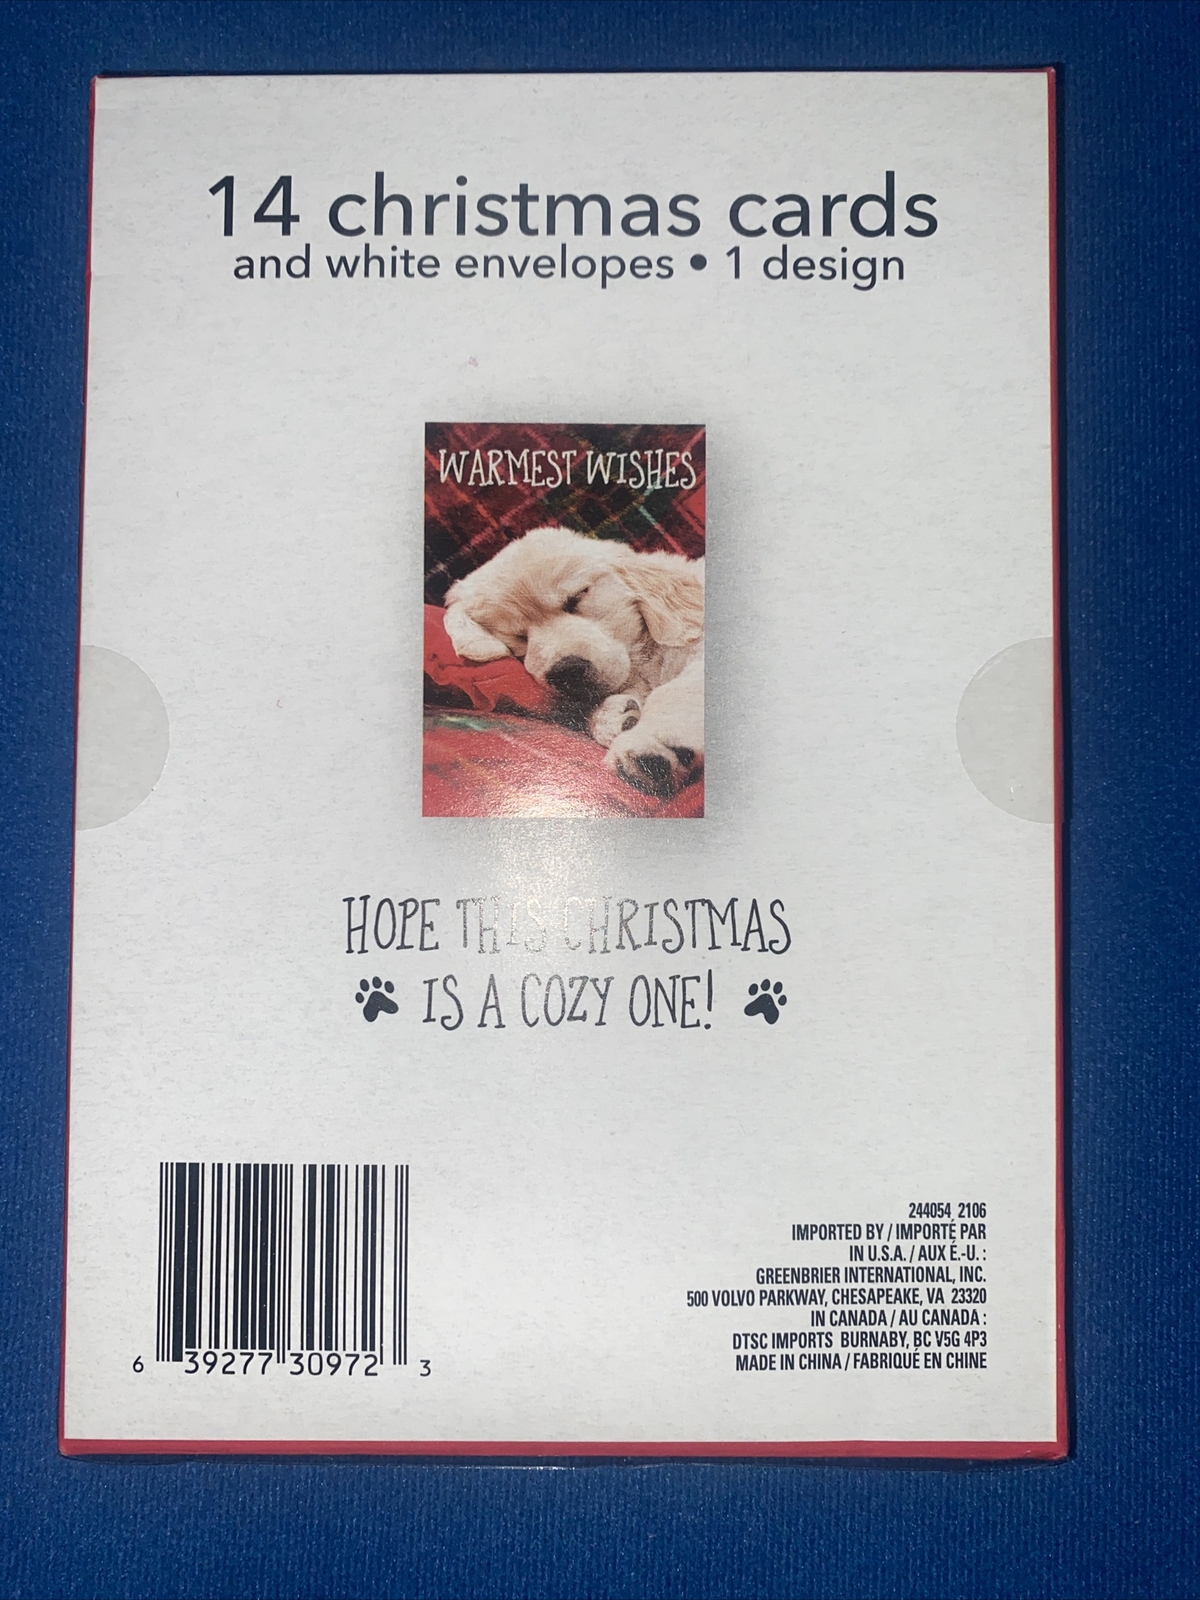 14 christmas cards
and white envelopes • 1 design
WARMEST WISHES
HOPE THIS CHRISTMAS
IS A COZY ONE!
6 39277 30972 3
244054 2106
IMPORTED BY / IMPORTÉ PAR
IN U.S.A. / AUX É.-U. :
GREENBRIER INTERNATIONAL, INC.
500 VOLVO PARKWAY, CHESAPEAKE, VA 23320
IN CANADA / AU CANADA :
DTSC IMPORTS BURNABY, BC V5G 4P3
MADE IN CHINA / FABRIQUÉ EN CHINE